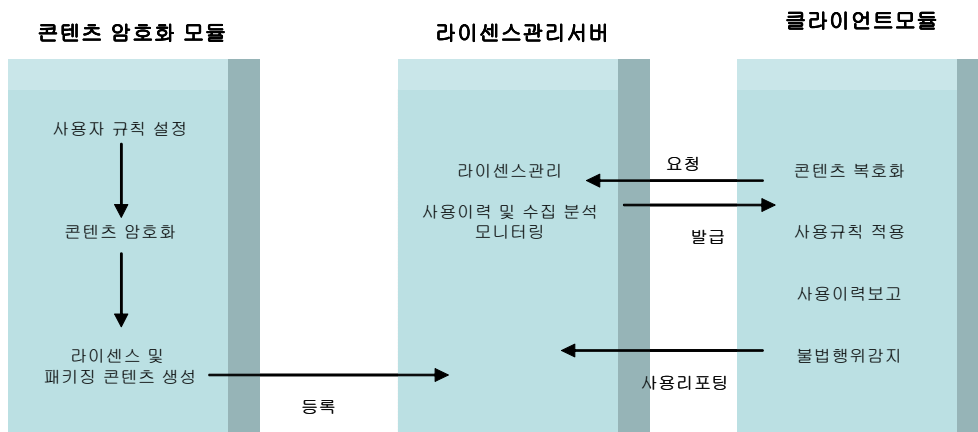 콘텐츠 암호화 모듈
라이센스관리서버
클라이언트모듈
사용자 규칙 설정
콘텐츠 암호화
라이센스 및
패키징 콘텐츠 생성
등록
라이센스관리
사용이력 및 수집 분석
모니터링
요청
발급
사용리포팅
콘텐츠 복호화
사용규칙 적용
사용이력보고
불법행위감지